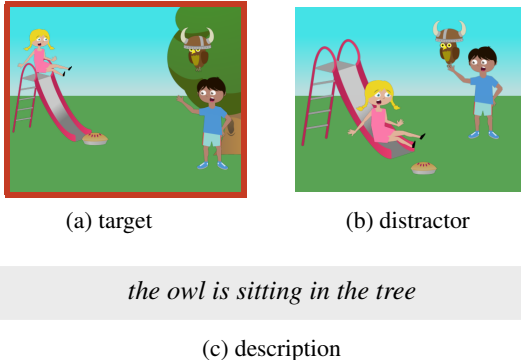 (a) target
(b) distractor
the owl is sitting in the tree
(c) description